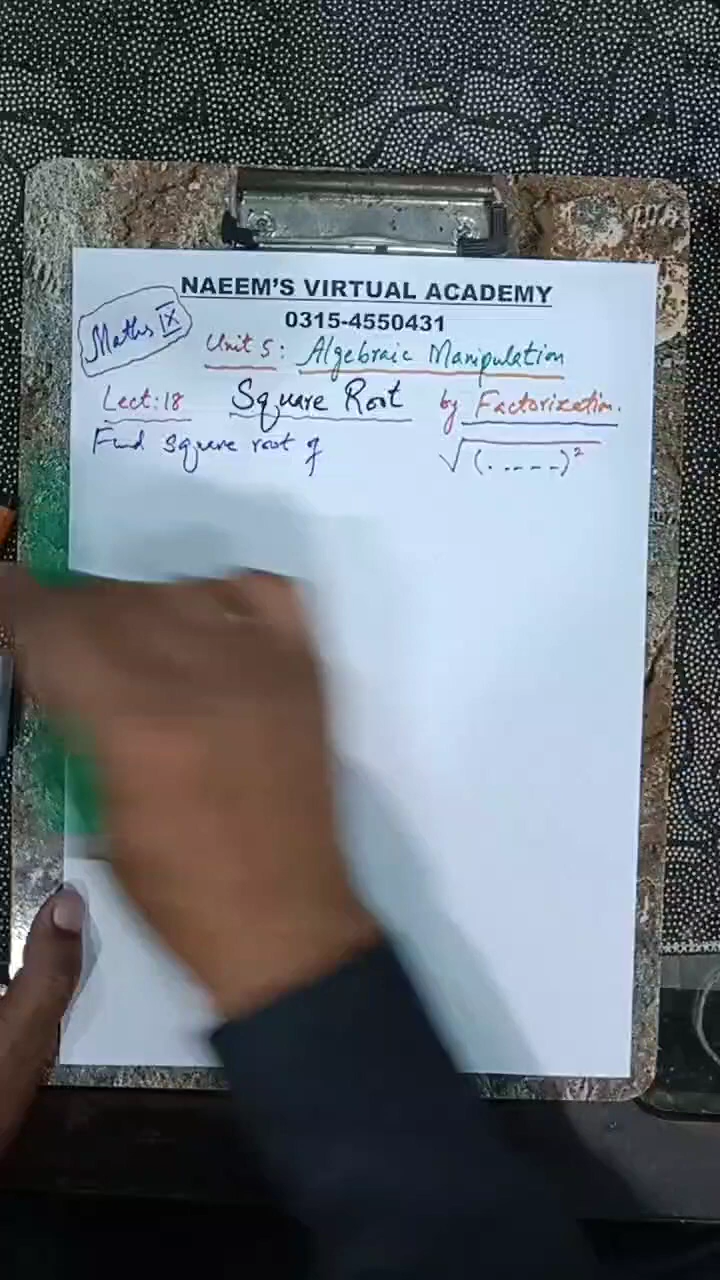 NAEEM'S VIRTUAL ACADEMY
0315-4550431
Maths IX
Unit 5: Algebraic Manipulation
Lect:18 Square Root by Factorization.
Find square root of √(.-----)²